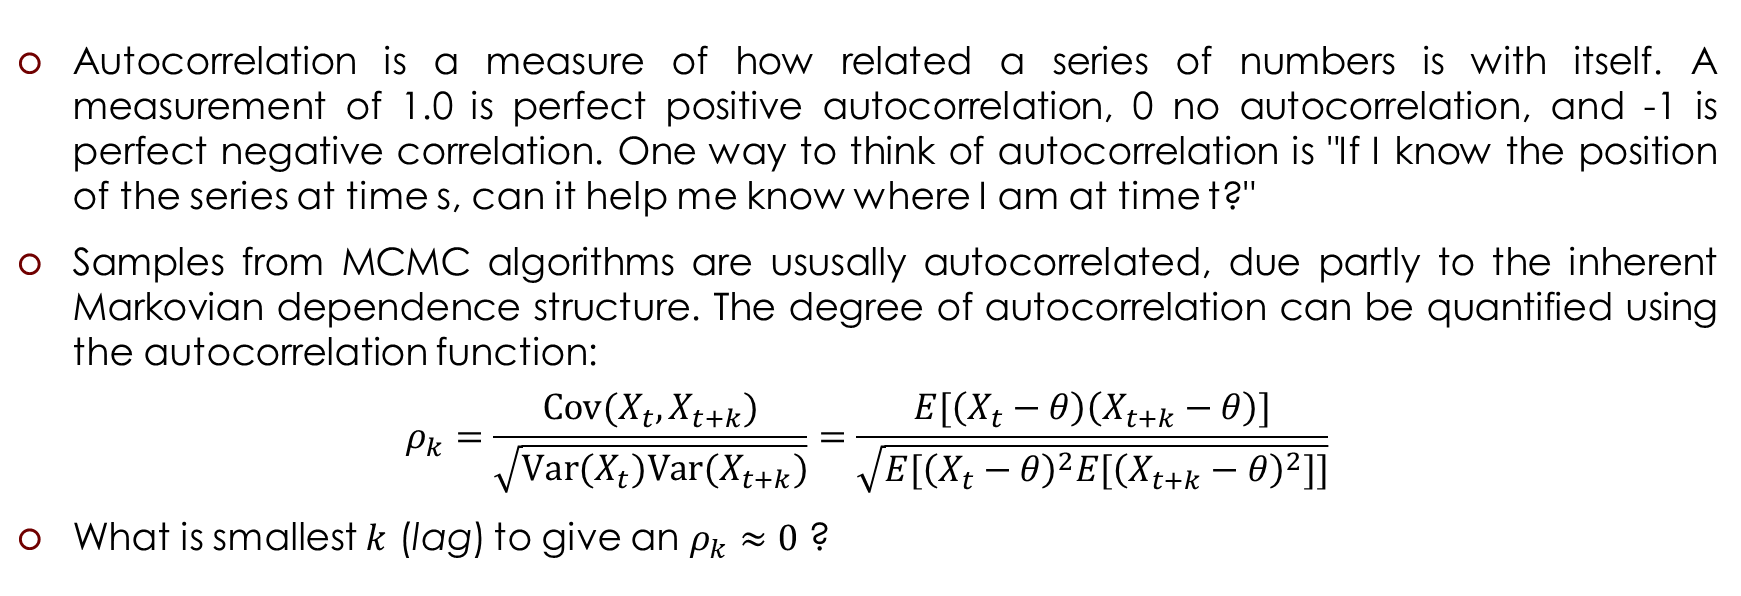 Autocorrelation is a measure of how related a series of numbers is with itself. A
measurement of 1.0 is perfect positive autocorrelation, 0 no autocorrelation, and -1 is
perfect negative correlation. One way to think of autocorrelation is "If I know the position
of the series at time s, can it help me know where I am at time t?"
Samples from MCMC algorithms are ususally autocorrelated, due partly to the inherent
Markovian dependence structure. The degree of autocorrelation can be quantified using
the autocorrelation function:
ρ_k = Cov(X_t, X_{t+k}) / √(Var(X_t)Var(X_{t+k})) = E[(X_t − θ)(X_{t+k} − θ)] / √(E[(X_t − θ)²E[(X_{t+k} − θ)²]])
What is smallest k (lag) to give an ρ_k ≈ 0 ?